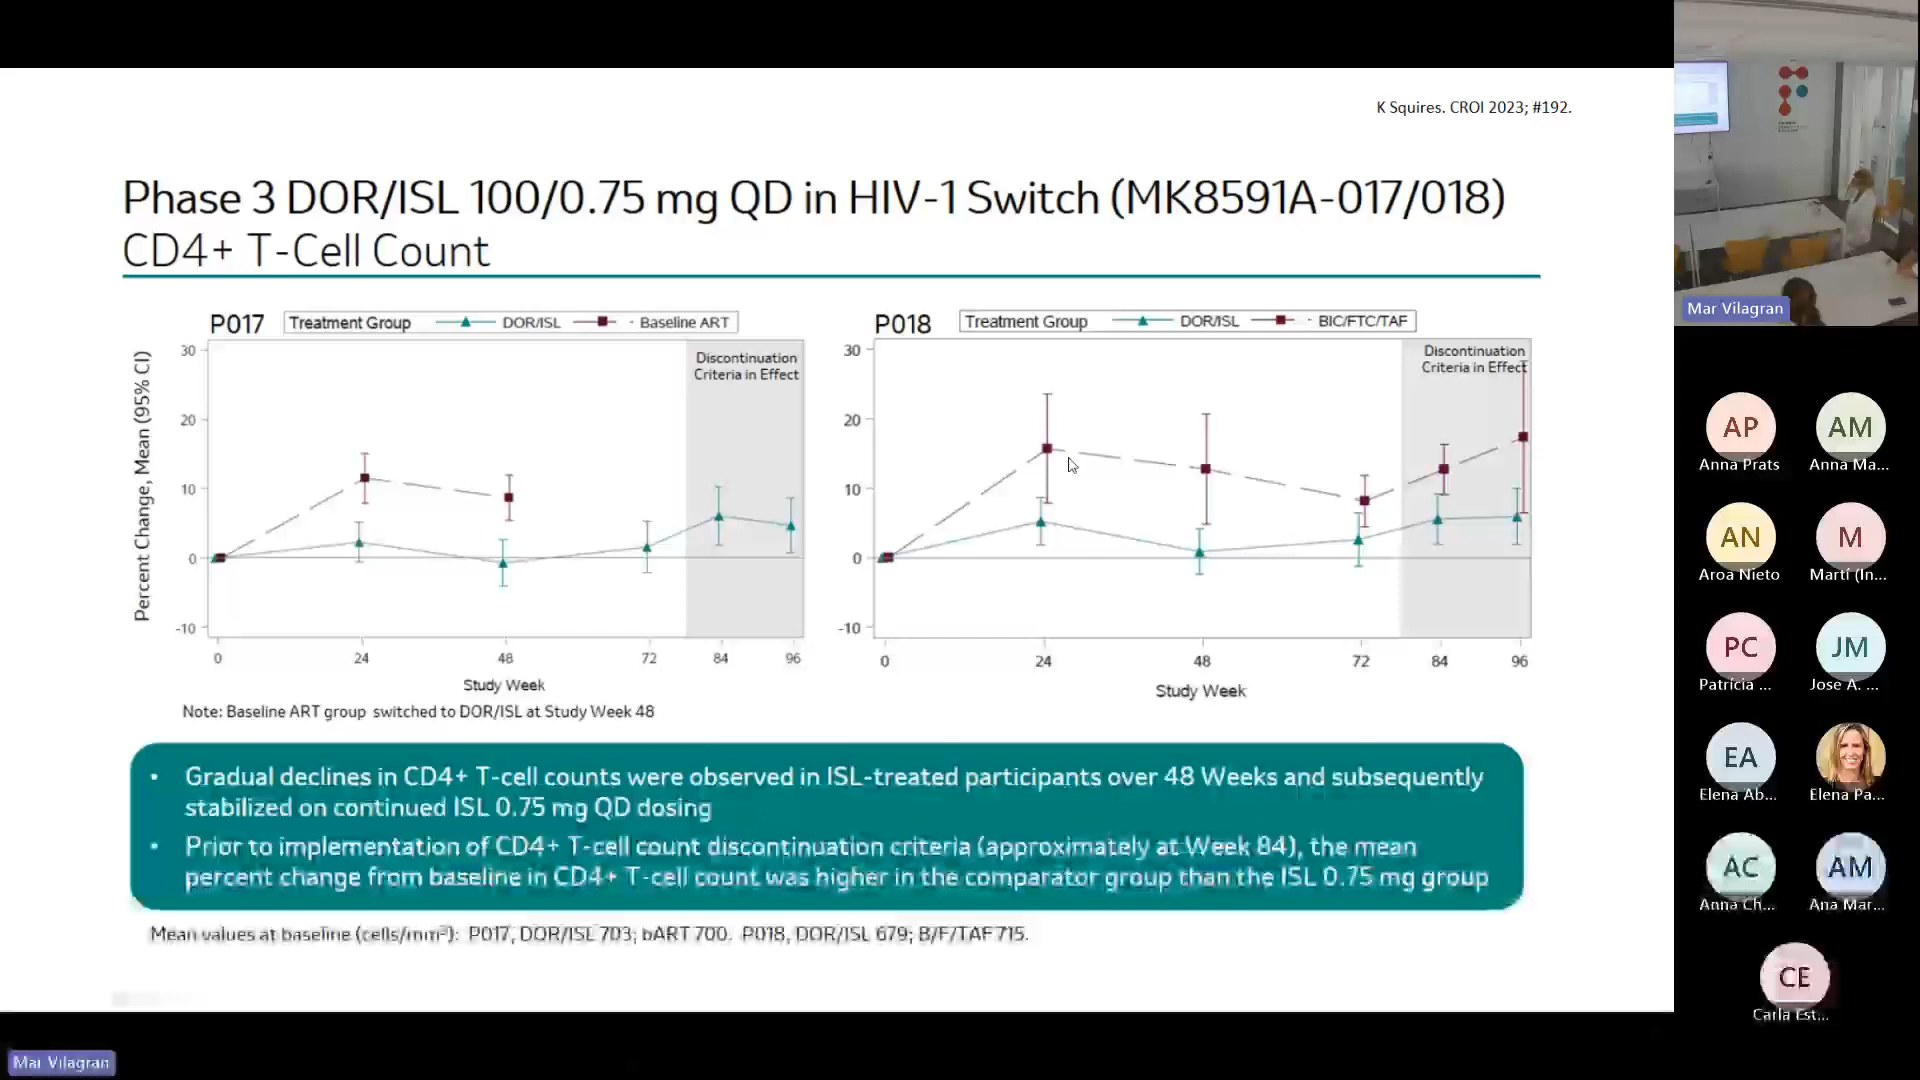 K Squires. CROI 2023; #192.
Phase 3 DOR/ISL 100/0.75 mg QD in HIV-1 Switch (MK8591A-017/018)
CD4+ T-Cell Count
P017
Treatment Group
DOR/ISL
Baseline ART
Discontinuation
Criteria in Effect
Percent Change, Mean (95% CI)
30
20
10
0
-10
0 24 48 72 84 96
Study Week
Note: Baseline ART group switched to DOR/ISL at Study Week 48
P018
Treatment Group
DOR/ISL
BIC/FTC/TAF
Discontinuation
Criteria in Effect
30
20
10
0
-10
0 24 48 72 84 96
Study Week
• Gradual declines in CD4+ T-cell counts were observed in ISL-treated participants over 48 Weeks and subsequently
stabilized on continued ISL 0.75 mg QD dosing
• Prior to implementation of CD4+ T-cell count discontinuation criteria (approximately at Week 84), the mean
percent change from baseline in CD4+ T-cell count was higher in the comparator group than the ISL 0.75 mg group
Mean values at baseline (cells/mm³): P017, DOR/ISL 703; bART 700. P018, DOR/ISL 679; B/F/TAF 715.
Mar Vilagran
Mar Vilagran
AP
Anna Prats
AM
Anna Ma...
AN
Aroa Nieto
M
Martí (In...
PC
Patrícia ...
JM
Jose A. ...
EA
Elena Ab...
Elena Pa...
AC
Anna Ch...
AM
Ana Mar...
CE
Carla Est...